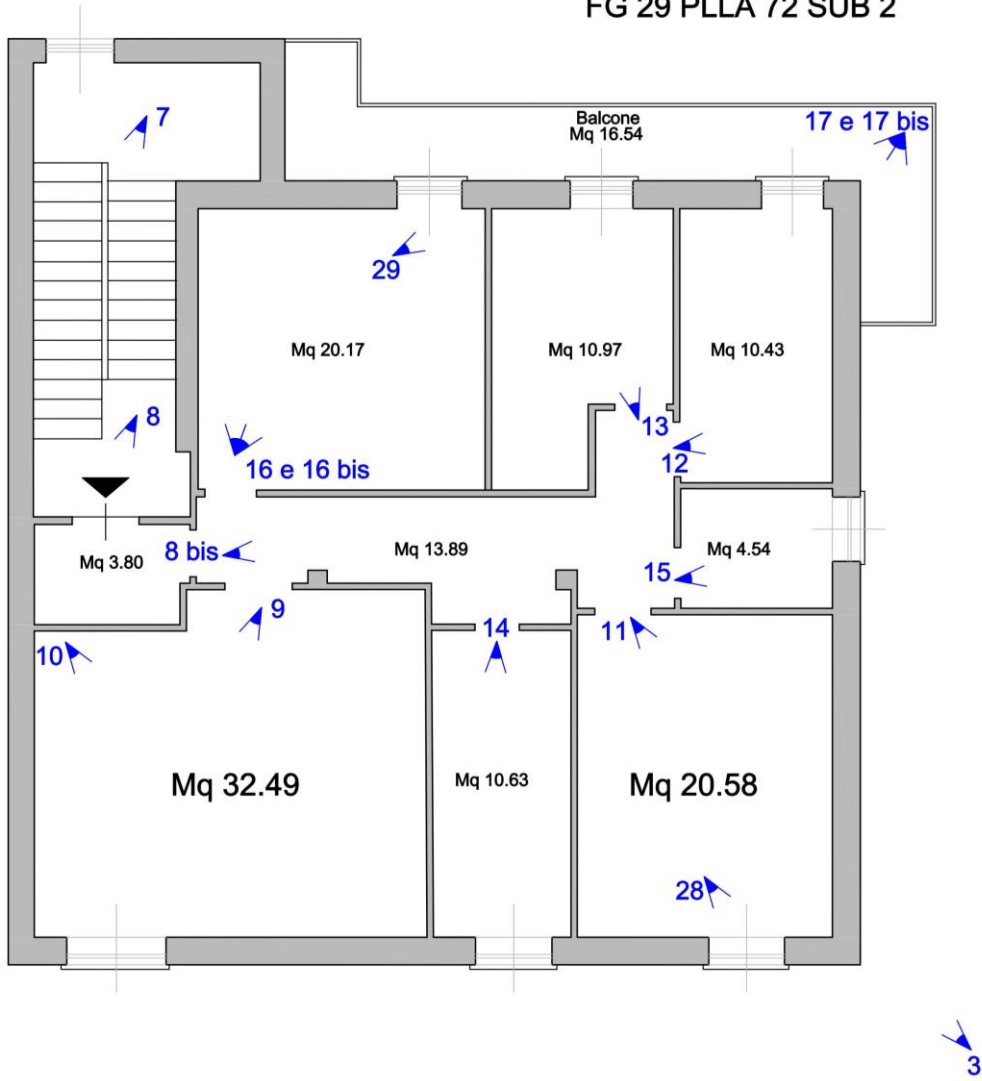 FG 29 PLLA 72 SUB 2
7
Balcone
Mq 16.54
17 e 17 bis
29
Mq 20.17
Mq 10.97
Mq 10.43
8
13
12
16 e 16 bis
Mq 3.80
8 bis
Mq 13.89
Mq 4.54
15
9
14
11
10
Mq 32.49
Mq 10.63
Mq 20.58
28
3